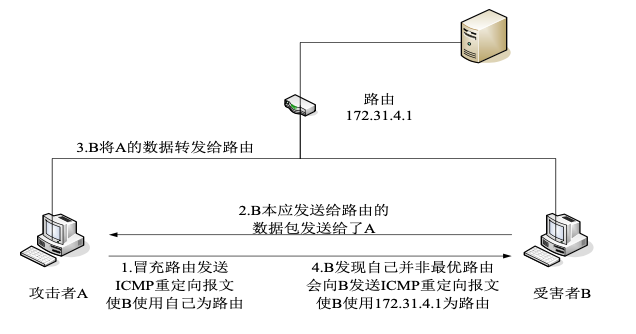 路由
172.31.4.1
3.B将A的数据转发给路由
2.B本应发送给路由的
数据包发送给了A
1.冒充路由发送
ICMP重定向报文
使B使用自己为路由
4.B发现自己并非最优路由
会向B发送ICMP重定向报文
使B使用172.31.4.1为路由
攻击者A
受害者B